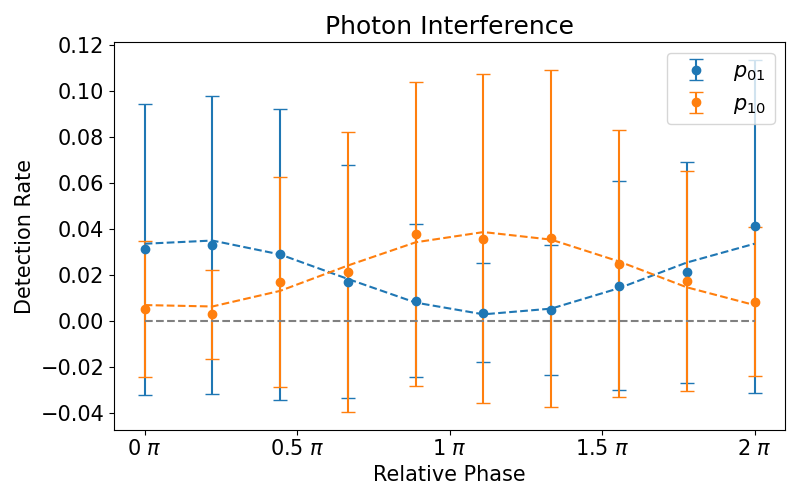 Photon Interference
Detection Rate
0.12
0.10
0.08
0.06
0.04
0.02
0.00
−0.02
−0.04
p01
p10
0 π
0.5 π
1 π
1.5 π
2 π
Relative Phase